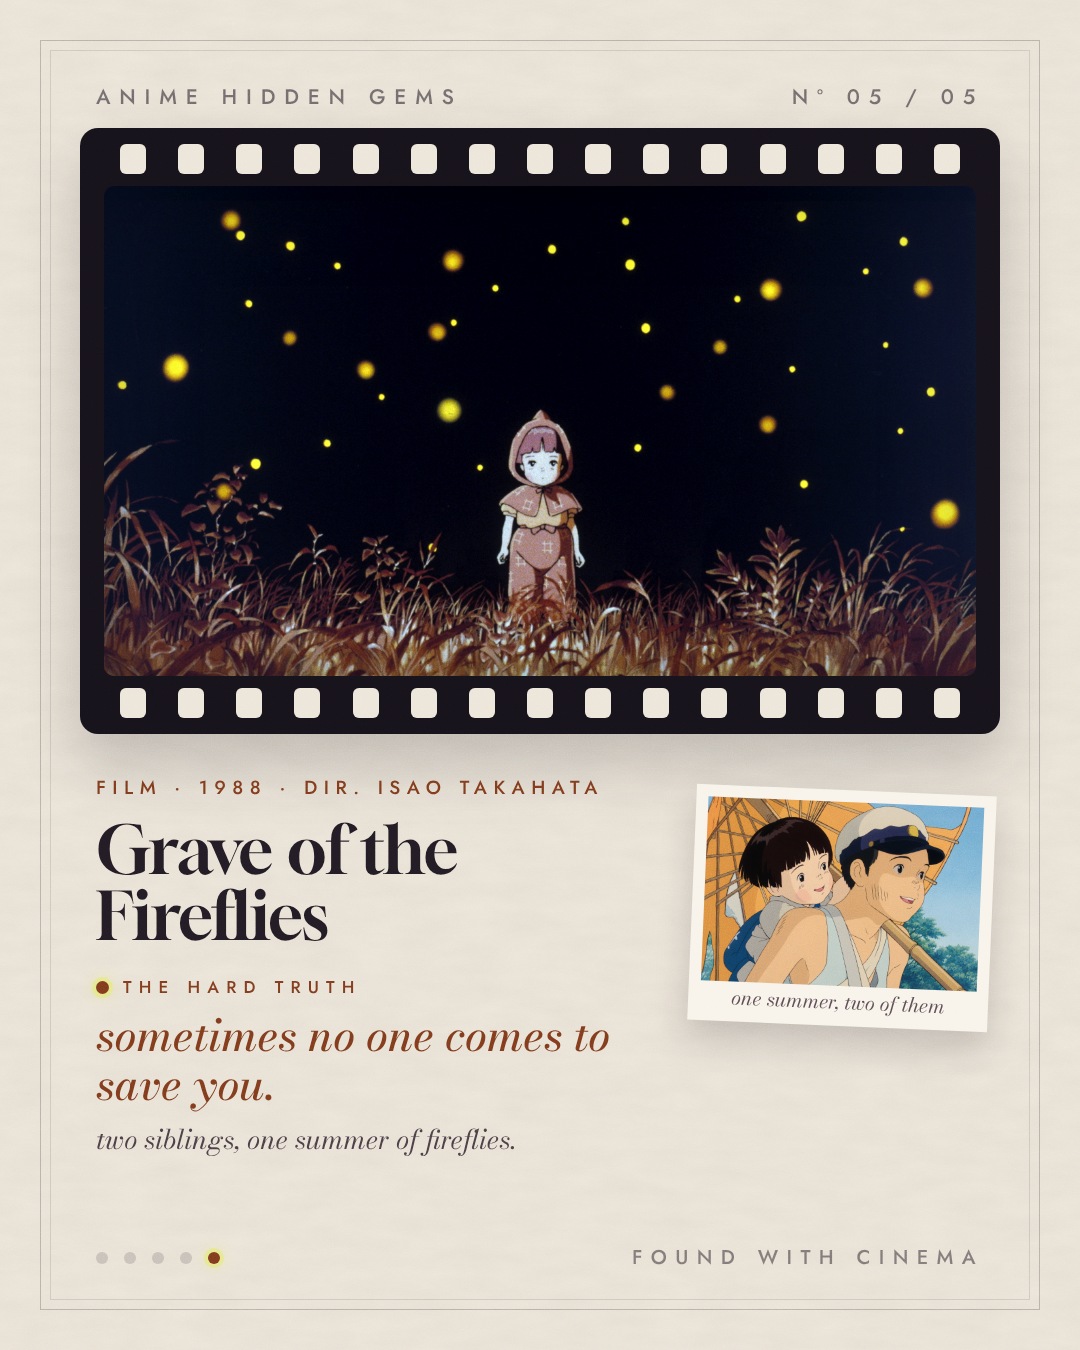 ANIME HIDDEN GEMS
N° 05 / 05
FILM · 1988 · DIR. ISAO TAKAHATA
Grave of the
Fireflies
THE HARD TRUTH
sometimes no one comes to
save you.
two siblings, one summer of fireflies.
one summer, two of them
FOUND WITH CINEMA